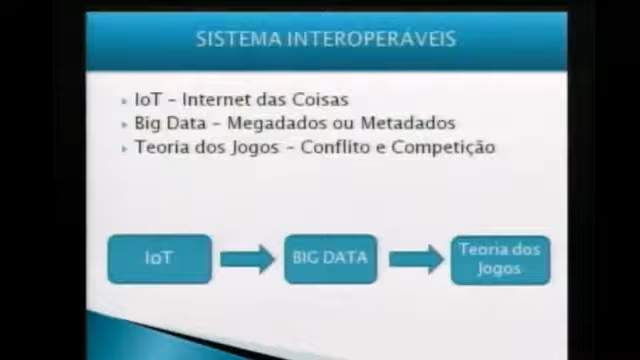 SISTEMA INTEROPERÁVEIS
IoT – Internet das Coisas
Big Data – Megadados ou Metadados
Teoria dos Jogos – Conflito e Competição
IoT
BIG DATA
Teoria dos
Jogos